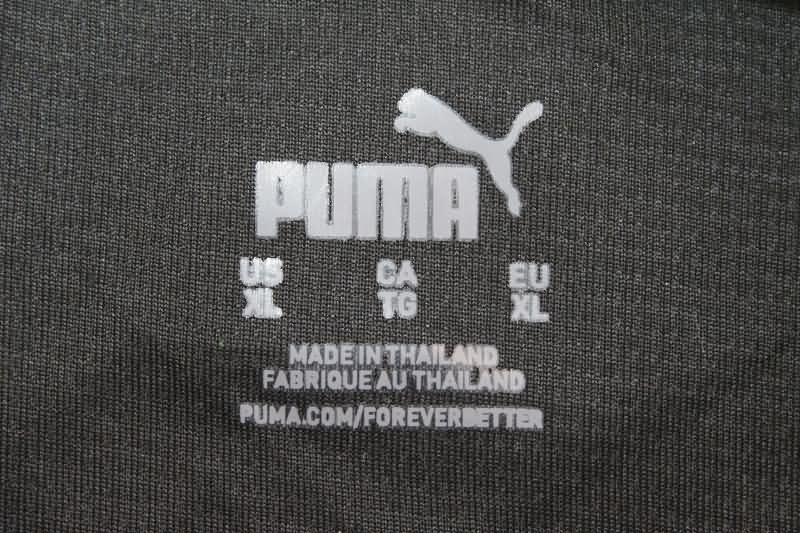 PUMA
US CA EU
XL TG XL
MADE IN THAILAND
FABRIQUE AU THAILAND
PUMA.COM/FOREVERBETTER